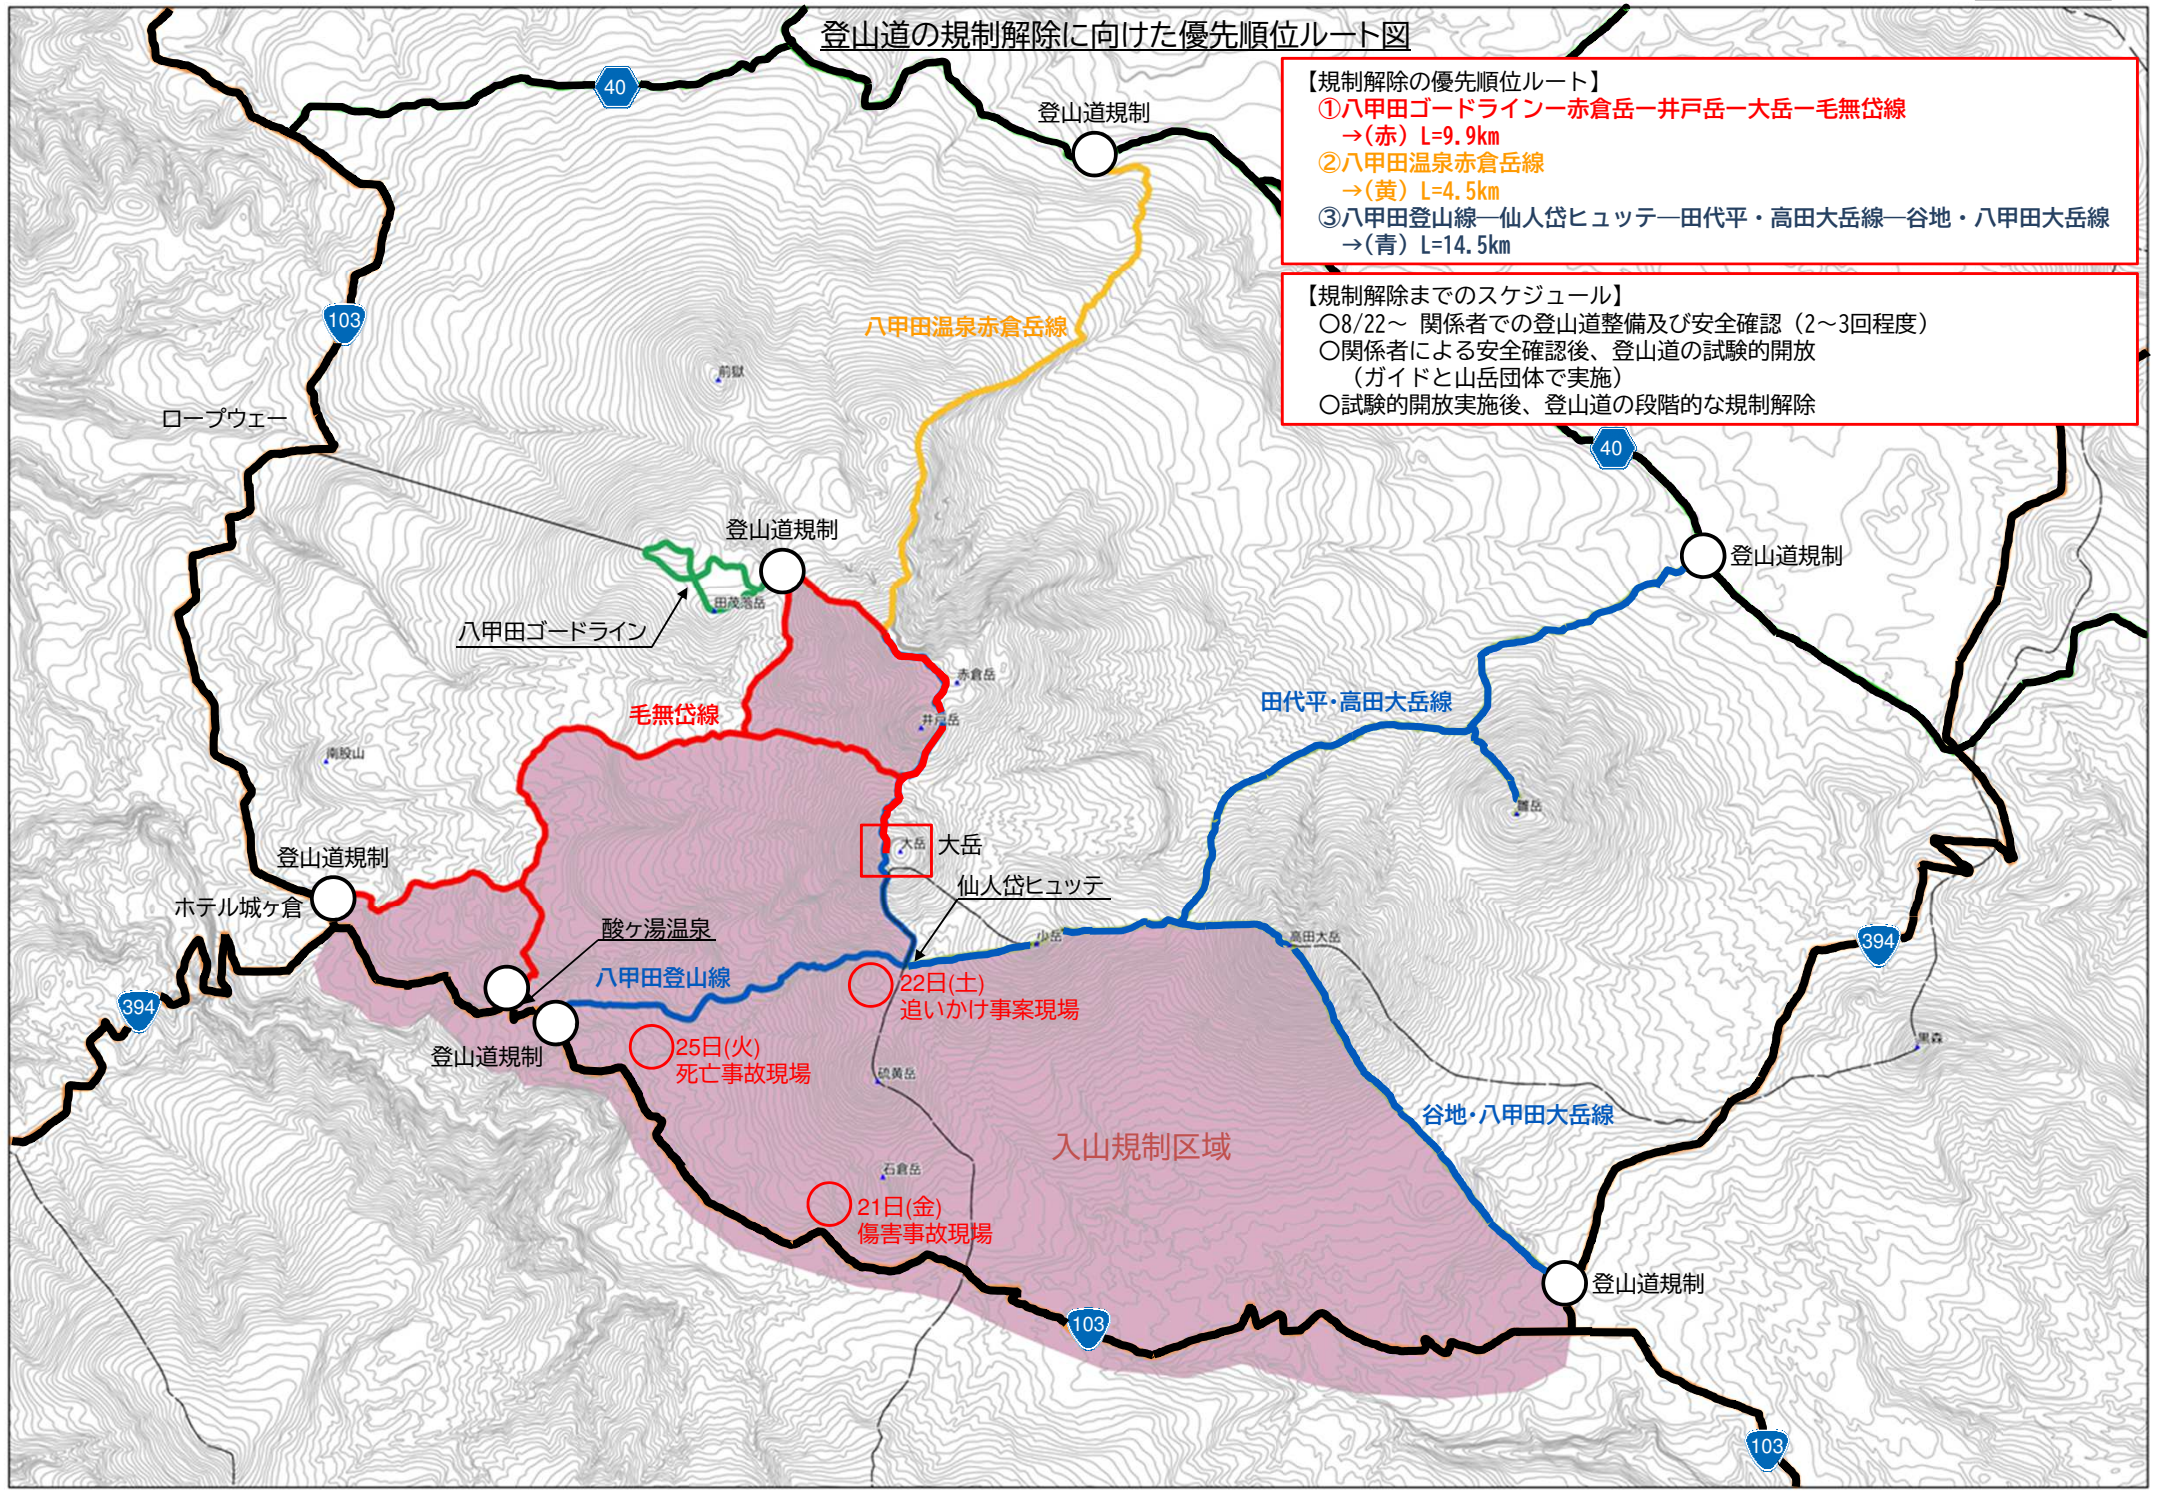 登山道の規制解除に向けた優先順位ルート図
【規制解除の優先順位ルート】
①八甲田ゴードライン―赤倉岳―井戸岳―大岳―毛無岱線
→(赤) L=9.9km
②八甲田温泉赤倉岳線
→(黄) L=4.5km
③八甲田登山線―仙人岱ヒュッテ―田代平・高田大岳線―谷地・八甲田大岳線
→(青) L=14.5km
【規制解除までのスケジュール】
○8/22～ 関係者での登山道整備及び安全確認（2～3回程度）
○関係者による安全確認後、登山道の試験的開放
（ガイドと山岳団体で実施）
○試験的開放実施後、登山道の段階的な規制解除
40
登山道規制
103
八甲田温泉赤倉岳線
前嶽
ロープウェー
40
登山道規制
登山道規制
田茂萢岳
八甲田ゴードライン
赤倉岳
田代平･高田大岳線
毛無岱線
井戸岳
南股山
雛岳
大岳
大岳
登山道規制
仙人岱ヒュッテ
ホテル城ヶ倉
酸ヶ湯温泉
小岳
高田大岳
394
八甲田登山線
22日(土)
追いかけ事案現場
394
黒森
25日(火)
死亡事故現場
登山道規制
硫黄岳
谷地･八甲田大岳線
入山規制区域
石倉岳
21日(金)
傷害事故現場
登山道規制
103
103